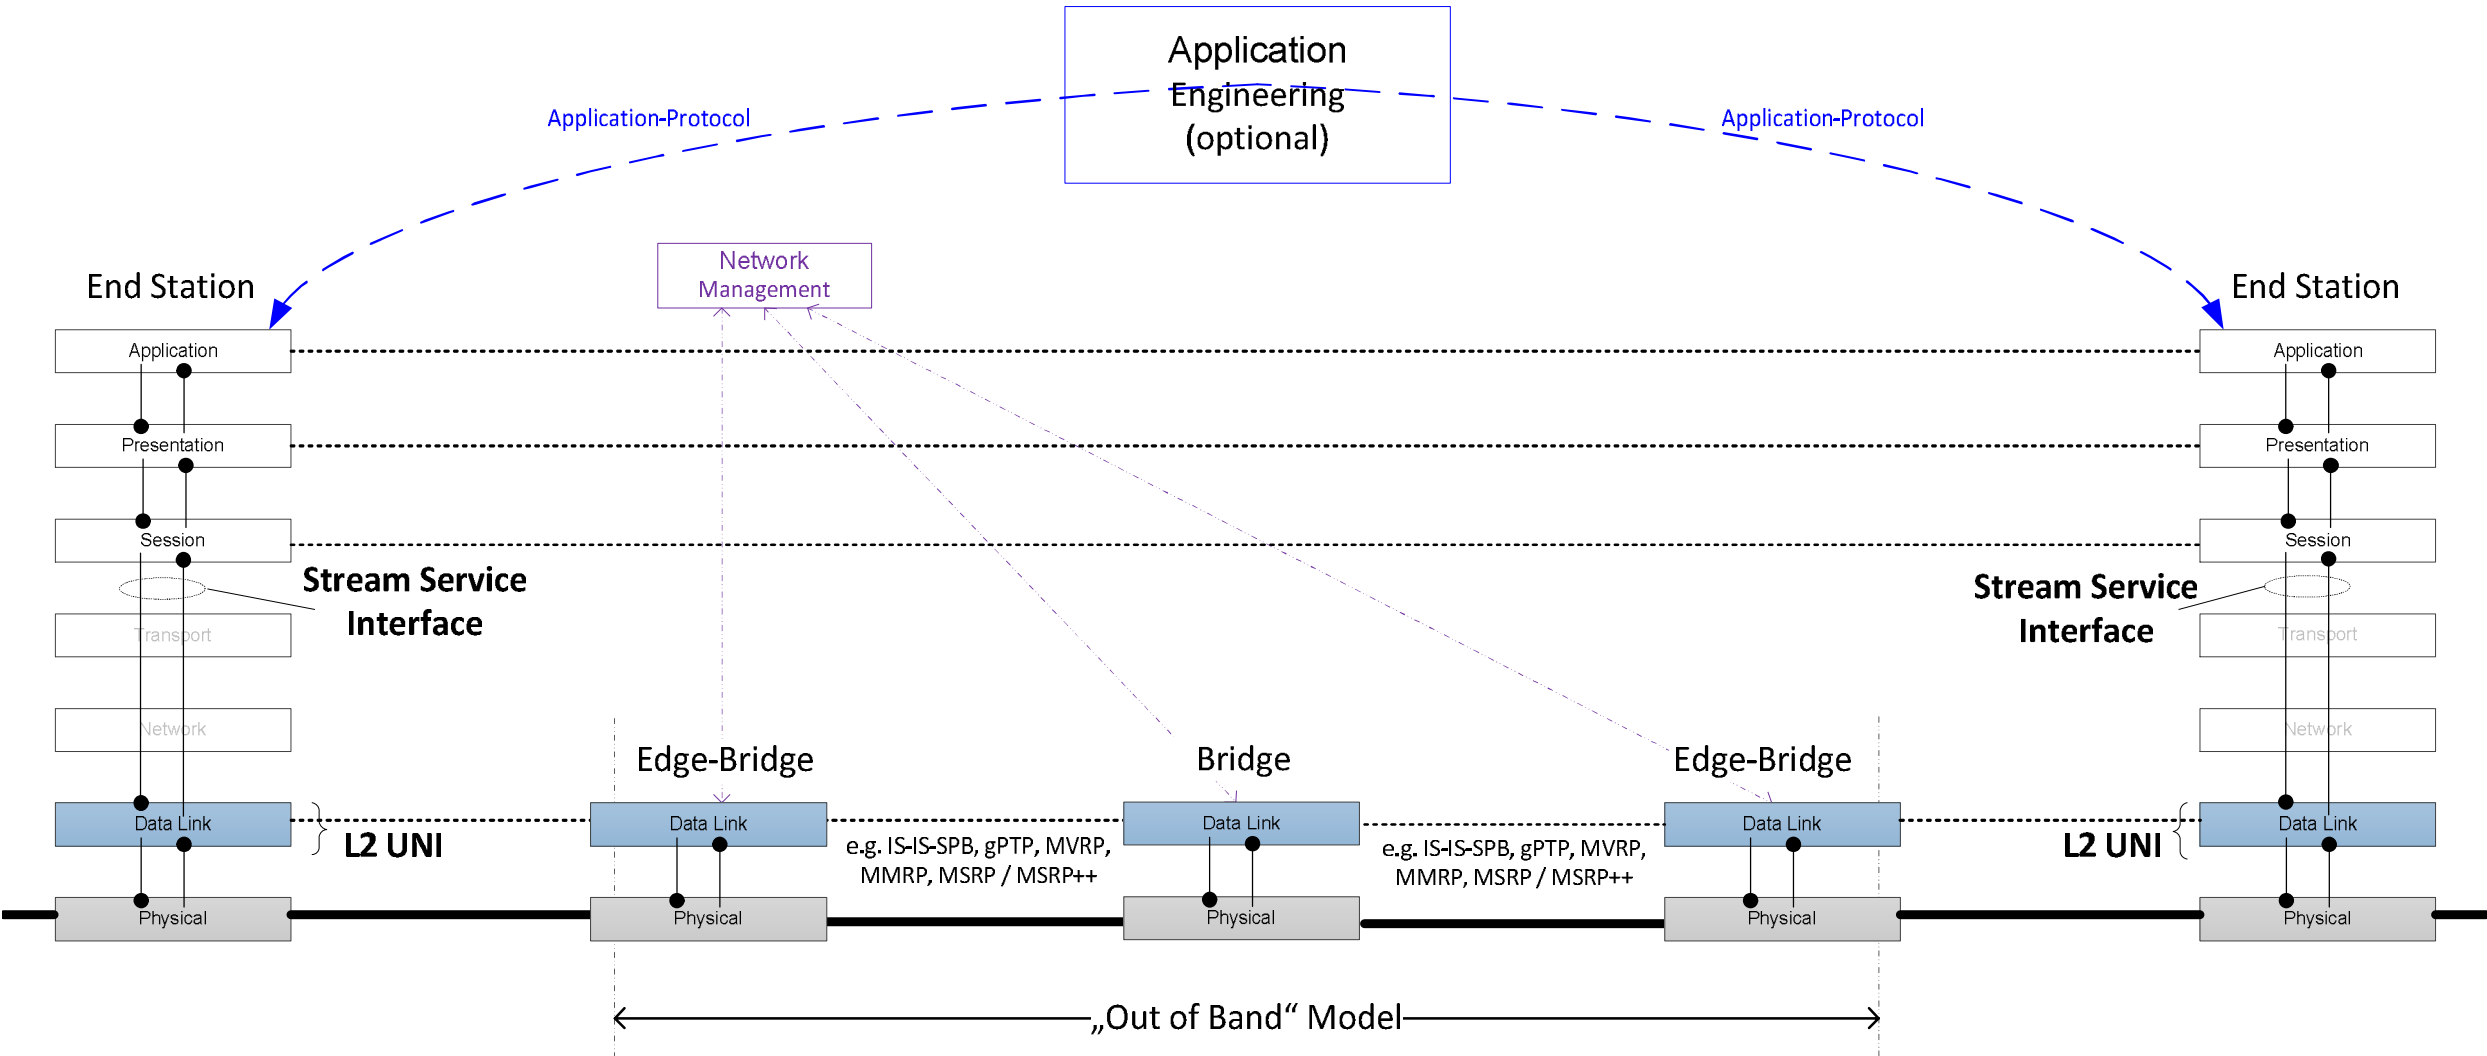 Application
Engineering
(optional)
Application-Protocol
Application-Protocol
Network
Management
End Station
End Station
Application
Application
Presentation
Presentation
Session
Session
Stream Service
Interface
Stream Service
Interface
Transport
Transport
Network
Network
Edge-Bridge
Bridge
Edge-Bridge
Data Link
L2 UNI
Data Link
Data Link
Data Link
L2 UNI
Data Link
e.g. IS-IS-SPB, gPTP, MVRP,
MMRP, MSRP / MSRP++
e.g. IS-IS-SPB, gPTP, MVRP,
MMRP, MSRP / MSRP++
Physical
Physical
Physical
Physical
Physical
„Out of Band“ Model